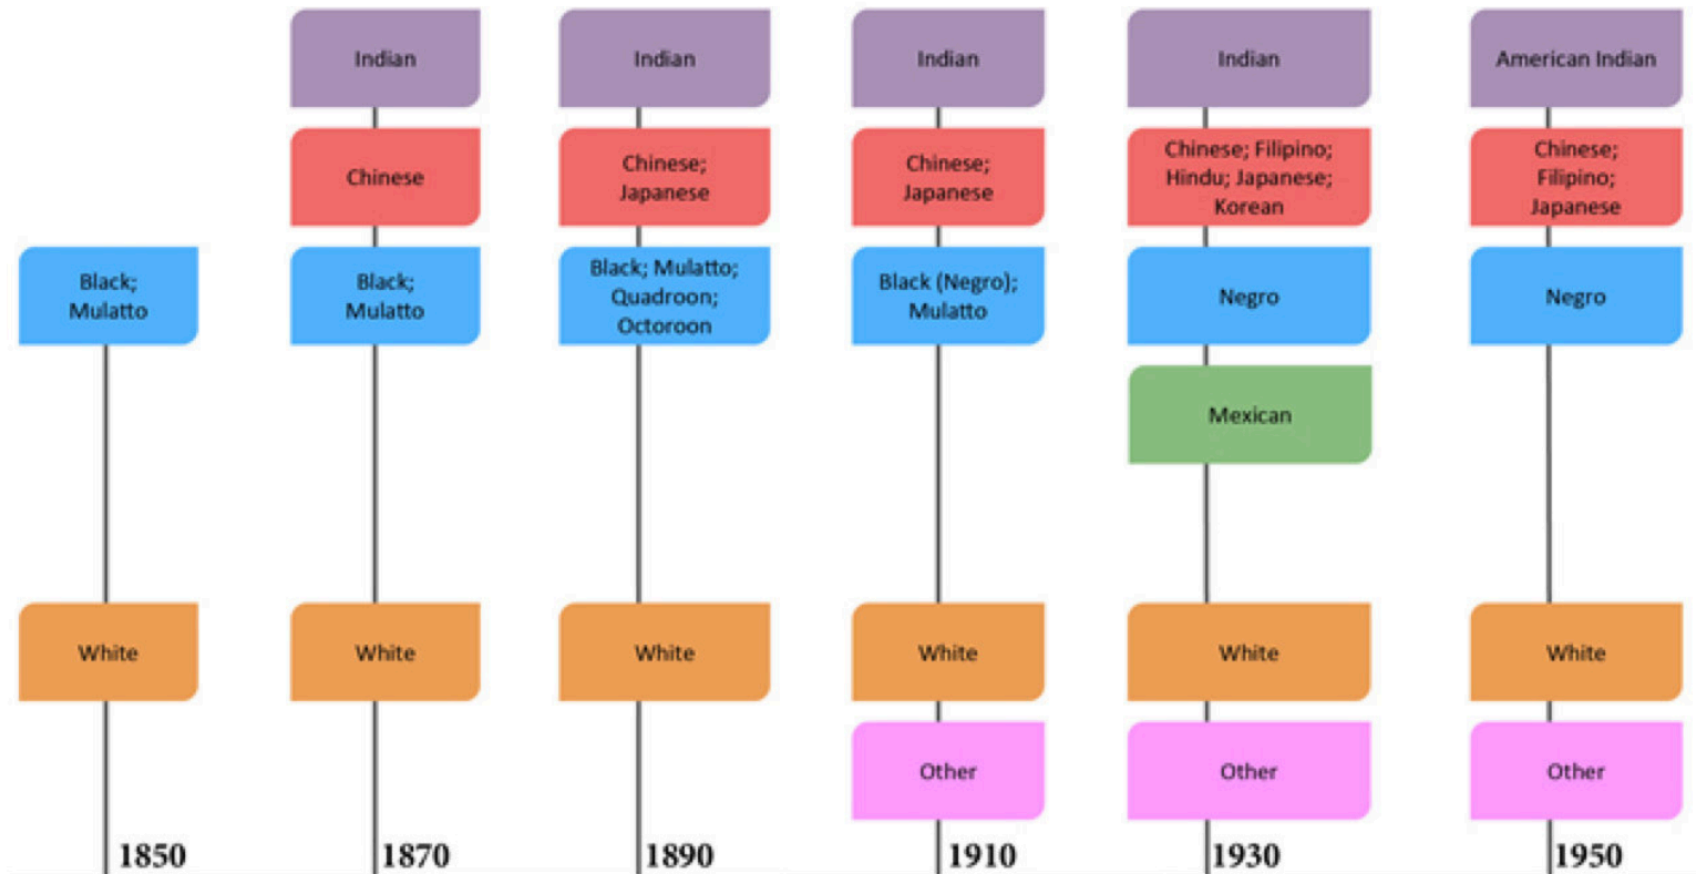 Indian
Indian
Indian
Indian
American Indian
Chinese
Chinese;
Japanese
Chinese;
Japanese
Chinese; Filipino;
Hindu; Japanese;
Korean
Chinese;
Filipino;
Japanese
Black;
Mulatto
Black;
Mulatto
Black; Mulatto;
Quadroon;
Octoroon
Black (Negro);
Mulatto
Negro
Negro
Mexican
White
White
White
White
White
White
Other
Other
Other
1850
1870
1890
1910
1930
1950